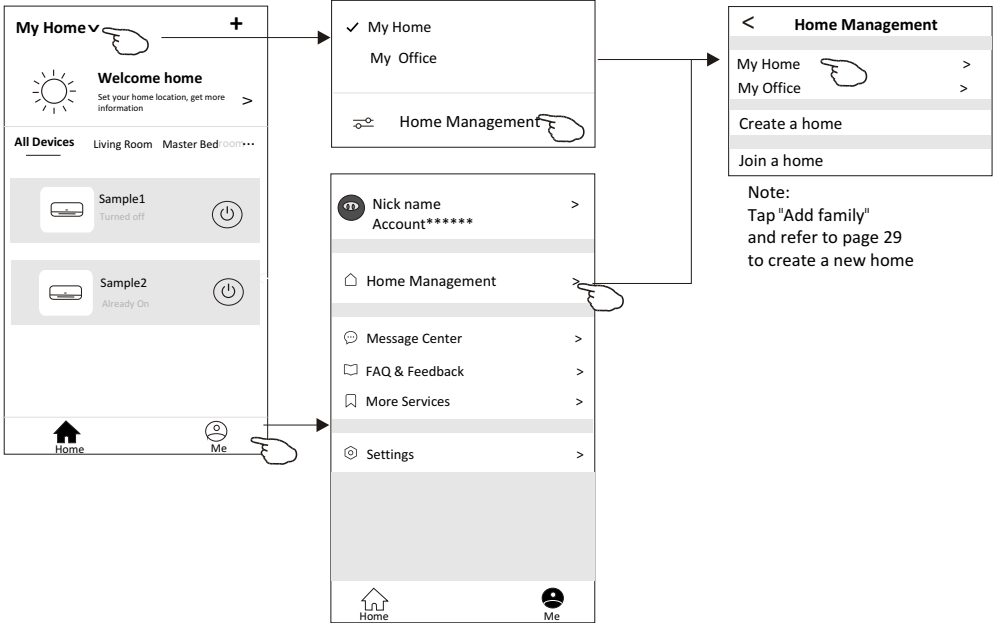 My Home
+
Welcome home
Set your home location, get more
information
>
All Devices Living Room Master Bedroom ...
Sample1
Turned off
Sample2
Already On
Home
Me
✓ My Home
My Office
Home Management
Nick name
Account******
>
Home Management >
Message Center >
FAQ & Feedback >
More Services >
Settings >
Home
Me
< Home Management
My Home >
My Office >
Create a home
Join a home
Note:
Tap "Add family"
and refer to page 29
to create a new home